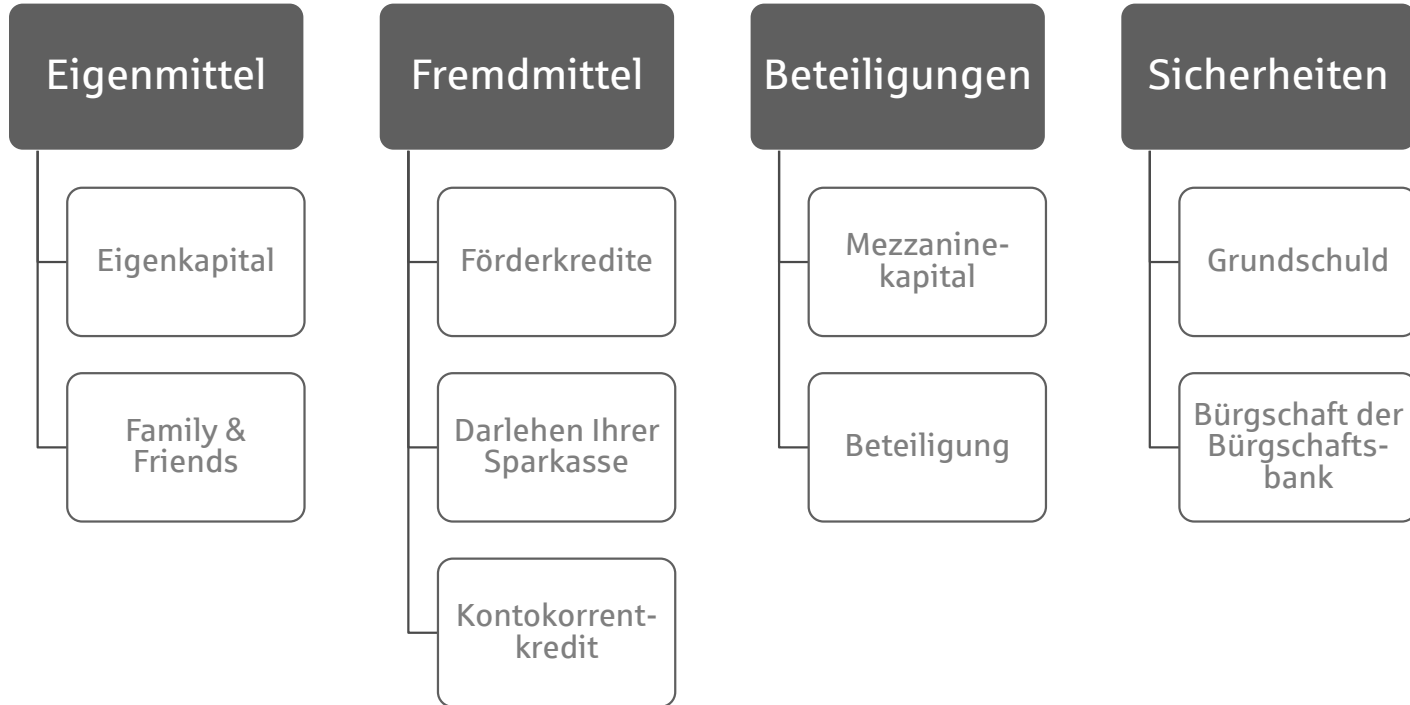 Eigenmittel
Eigenkapital
Family &
Friends
Fremdmittel
Förderkredite
Darlehen Ihrer
Sparkasse
Kontokorrent-
kredit
Beteiligungen
Mezzanine-
kapital
Beteiligung
Sicherheiten
Grundschuld
Bürgschaft der
Bürgschafts-
bank